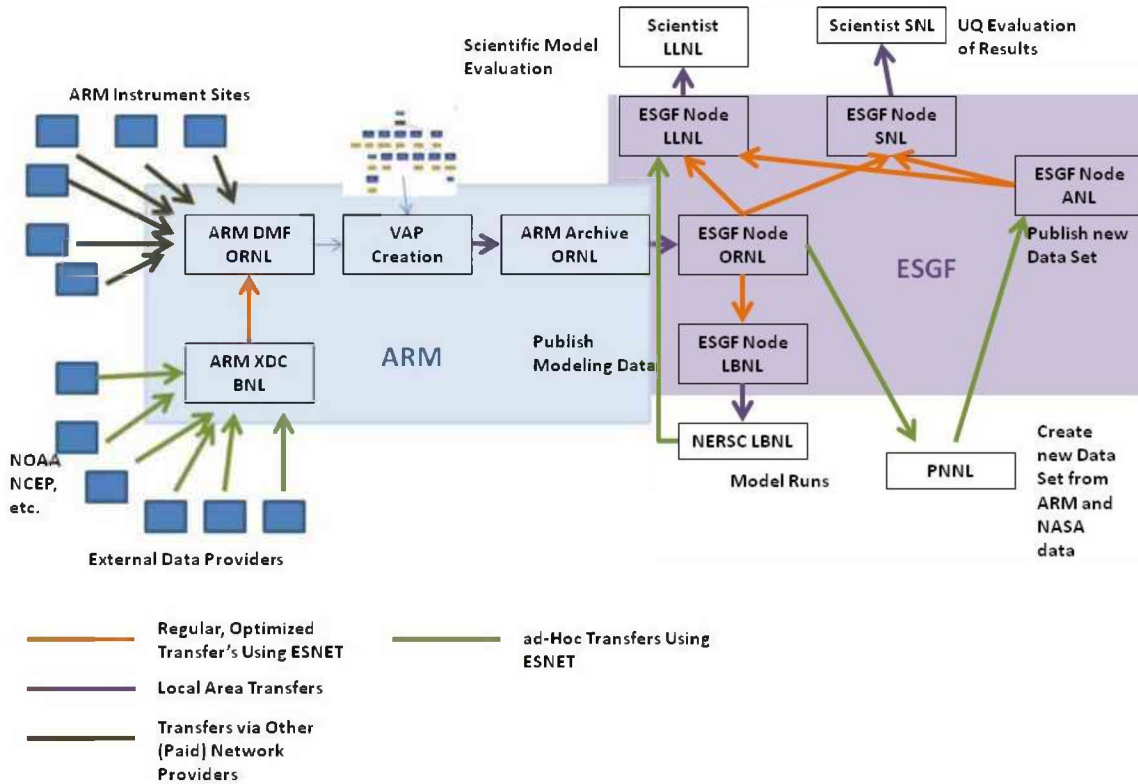 Scientific Model
Evaluation
Scientist
LLNL
Scientist SNL
UQ Evaluation
of Results
ARM Instrument Sites
ESGF Node
LLNL
ESGF Node
SNL
ESGF Node
ANL
ARM DMF
ORNL
VAP
Creation
ARM Archive
ORNL
ESGF Node
ORNL
Publish new
Data Set
ESGF
ARM XDC
BNL
ARM
Publish
Modeling Data
ESGF Node
LBNL
NERSC LBNL
Model Runs
PNNL
Create
new Data
Set from
ARM and
NASA
data
NOAA
NCEP,
etc.
External Data Providers
Regular, Optimized
Transfer's Using ESNET
ad-Hoc Transfers Using
ESNET
Local Area Transfers
Transfers via Other
(Paid) Network
Providers